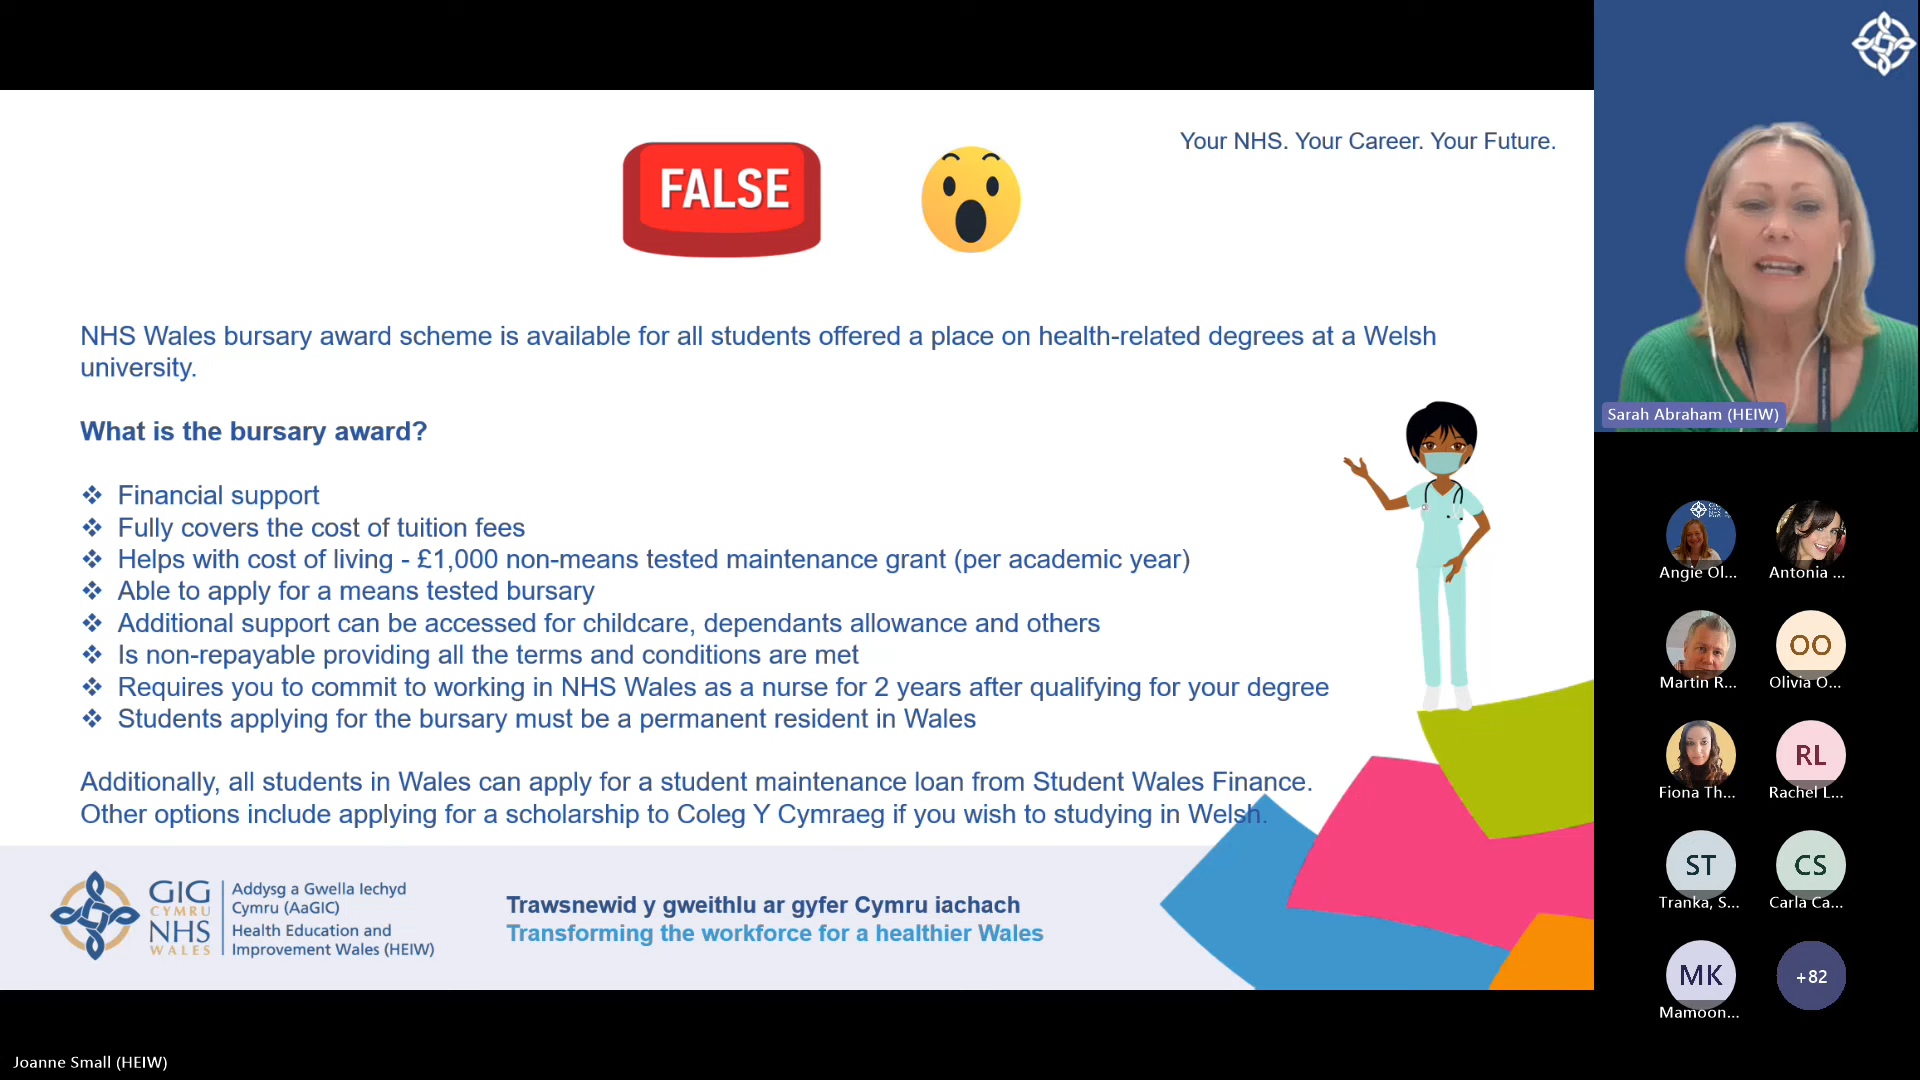 Your NHS. Your Career. Your Future.
FALSE
NHS Wales bursary award scheme is available for all students offered a place on health-related degrees at a Welsh
university.
What is the bursary award?
❖ Financial support
❖ Fully covers the cost of tuition fees
❖ Helps with cost of living - £1,000 non-means tested maintenance grant (per academic year)
❖ Able to apply for a means tested bursary
❖ Additional support can be accessed for childcare, dependants allowance and others
❖ Is non-repayable providing all the terms and conditions are met
❖ Requires you to commit to working in NHS Wales as a nurse for 2 years after qualifying for your degree
❖ Students applying for the bursary must be a permanent resident in Wales
Additionally, all students in Wales can apply for a student maintenance loan from Student Wales Finance.
Other options include applying for a scholarship to Coleg Y Cymraeg if you wish to studying in Welsh.
GIG
CYMRU
NHS
WALES
Addysg a Gwella Iechyd
Cymru (AaGIC)
Health Education and
Improvement Wales (HEIW)
Trawsnewid y gweithlu ar gyfer Cymru iachach
Transforming the workforce for a healthier Wales
Joanne Small (HEIW)
Sarah Abraham (HEIW)
Angie Ol...
Antonia ...
Martin R...
OO
Olivia O...
Fiona Th...
RL
Rachel L...
ST
Tranka, S...
CS
Carla Ca...
MK
Mamoon...
+82